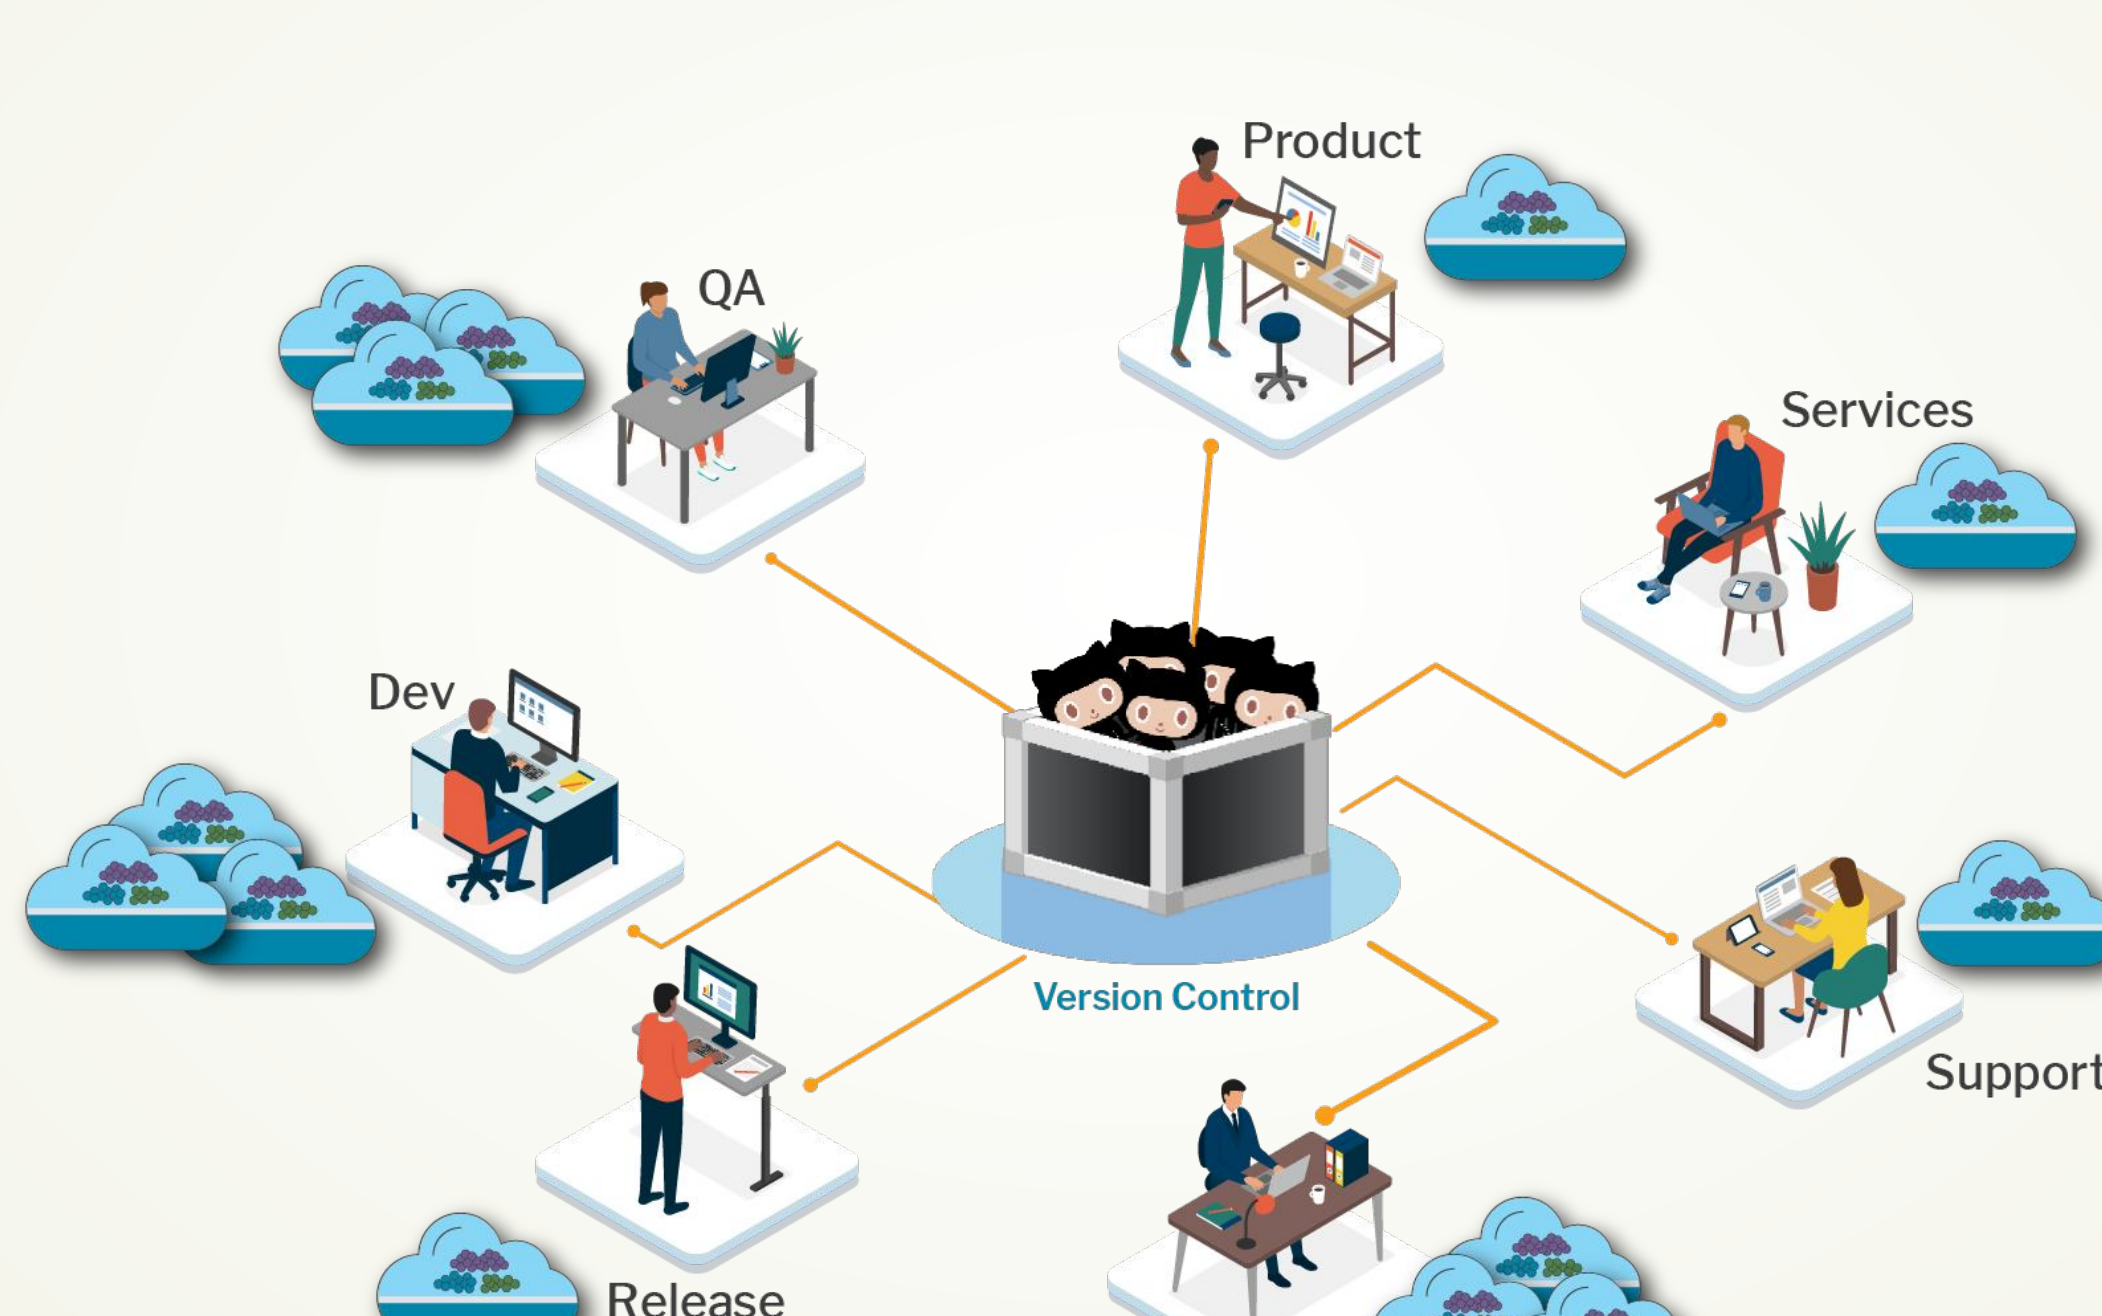 Product
QA
Services
Dev
Version Control
Support
Release